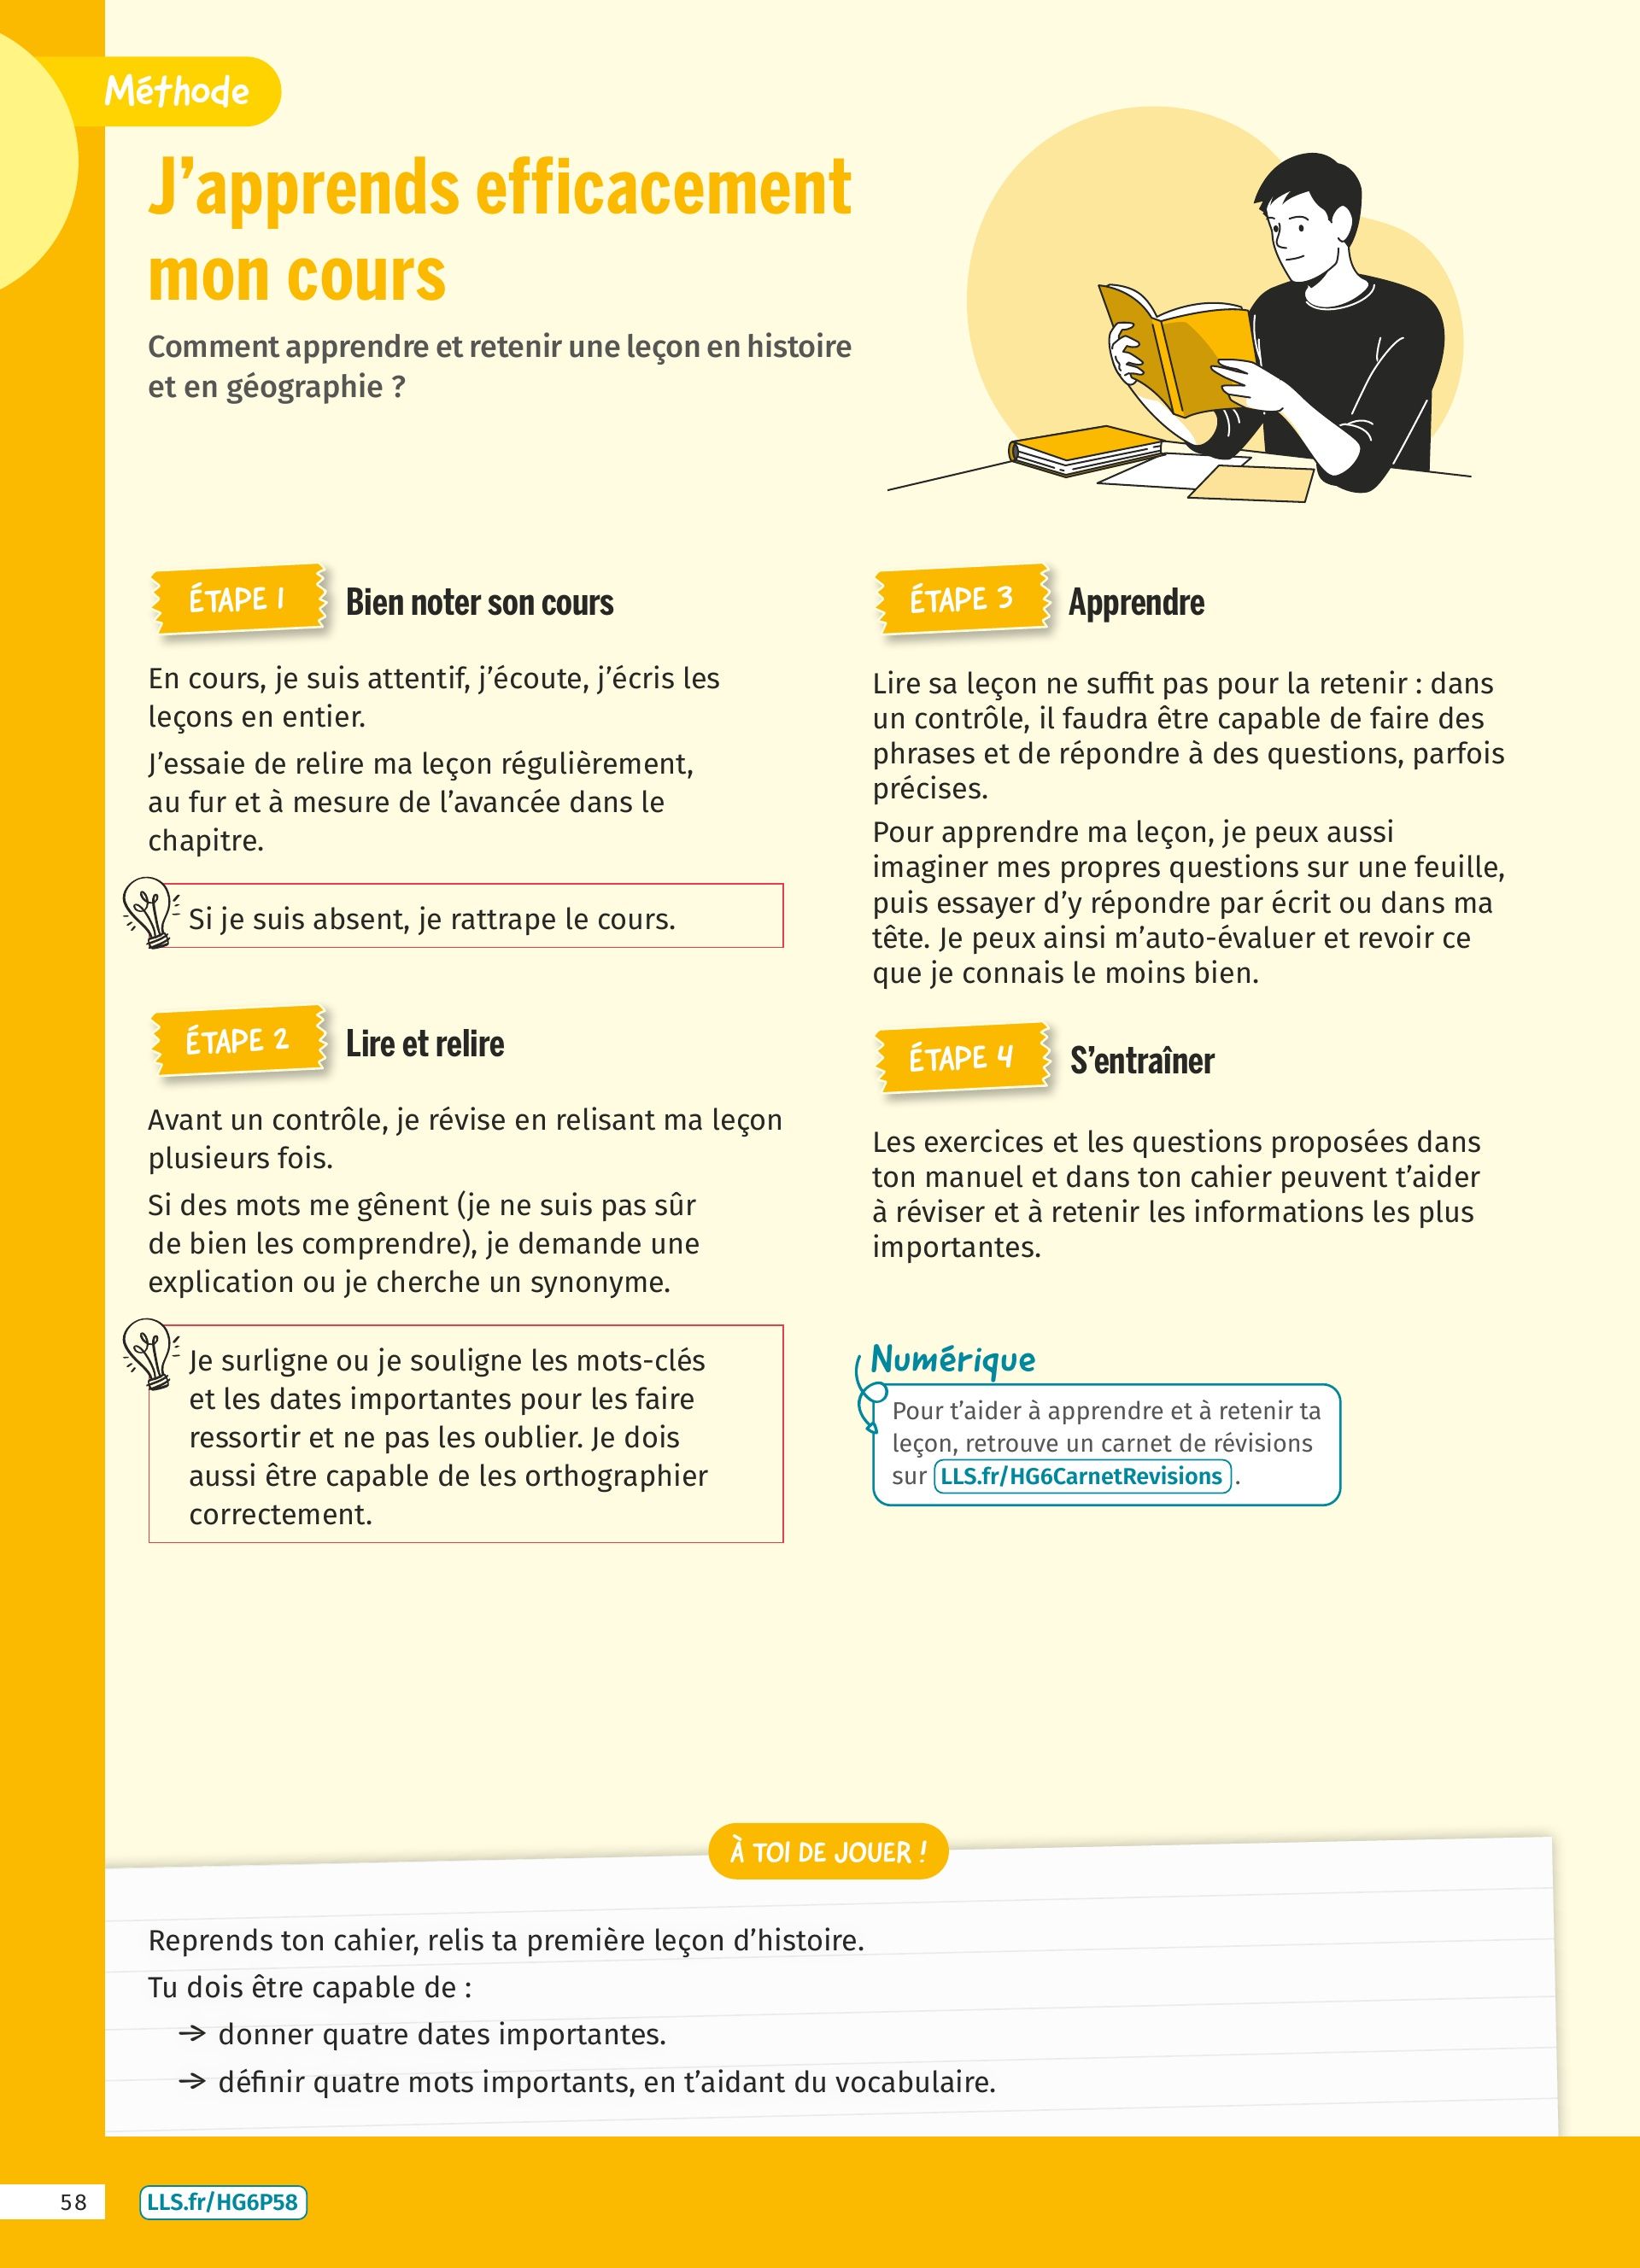 Méthode
J’apprends efficacement
mon cours
Comment apprendre et retenir une leçon en histoire
et en géographie ?
ÉTAPE 1 Bien noter son cours
En cours, je suis attentif, j’écoute, j’écris les
leçons en entier.
J’essaie de relire ma leçon régulièrement,
au fur et à mesure de l’avancée dans le
chapitre.
Si je suis absent, je rattrape le cours.
ÉTAPE 2 Lire et relire
Avant un contrôle, je révise en relisant ma leçon
plusieurs fois.
Si des mots me gênent (je ne suis pas sûr
de bien les comprendre), je demande une
explication ou je cherche un synonyme.
Je surligne ou je souligne les mots-clés
et les dates importantes pour les faire
ressortir et ne pas les oublier. Je dois
aussi être capable de les orthographier
correctement.
ÉTAPE 3 Apprendre
Lire sa leçon ne suffit pas pour la retenir : dans
un contrôle, il faudra être capable de faire des
phrases et de répondre à des questions, parfois
précises.
Pour apprendre ma leçon, je peux aussi
imaginer mes propres questions sur une feuille,
puis essayer d’y répondre par écrit ou dans ma
tête. Je peux ainsi m’auto-évaluer et revoir ce
que je connais le moins bien.
ÉTAPE 4 S’entraîner
Les exercices et les questions proposées dans
ton manuel et dans ton cahier peuvent t’aider
à réviser et à retenir les informations les plus
importantes.
Numérique
Pour t’aider à apprendre et à retenir ta
leçon, retrouve un carnet de révisions
sur LLS.fr/HG6CarnetRevisions .
À TOI DE JOUER !
Reprends ton cahier, relis ta première leçon d’histoire.
Tu dois être capable de :
→ donner quatre dates importantes.
→ définir quatre mots importants, en t’aidant du vocabulaire.
58 LLS.fr/HG6P58